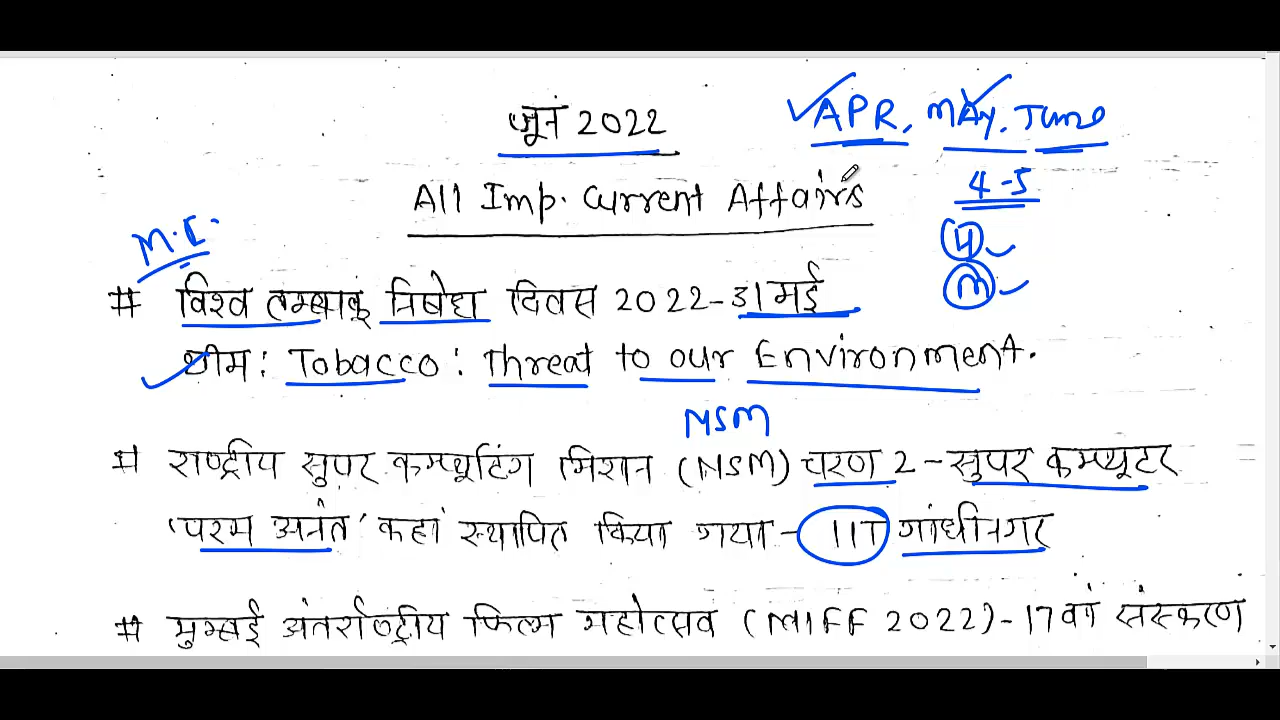 जून 2022
APR, MAY, June
All Imp. Current Affairs
4-5
M.I.
# विश्व तम्बाकू निषेध दिवस 2022-31 मई
थीम: Tobacco: Threat to our Environment.
NSM
# राष्ट्रीय सुपर कम्प्यूटिंग मिशन (NSM) चरण 2-सुपर कम्प्यूटर
'परम अनंत' कहां स्थापित किया गया- IIT गांधीनगर
# मुम्बई अंतर्राष्ट्रीय फिल्म महोत्सव (MIFF 2022)-17वां संस्करण